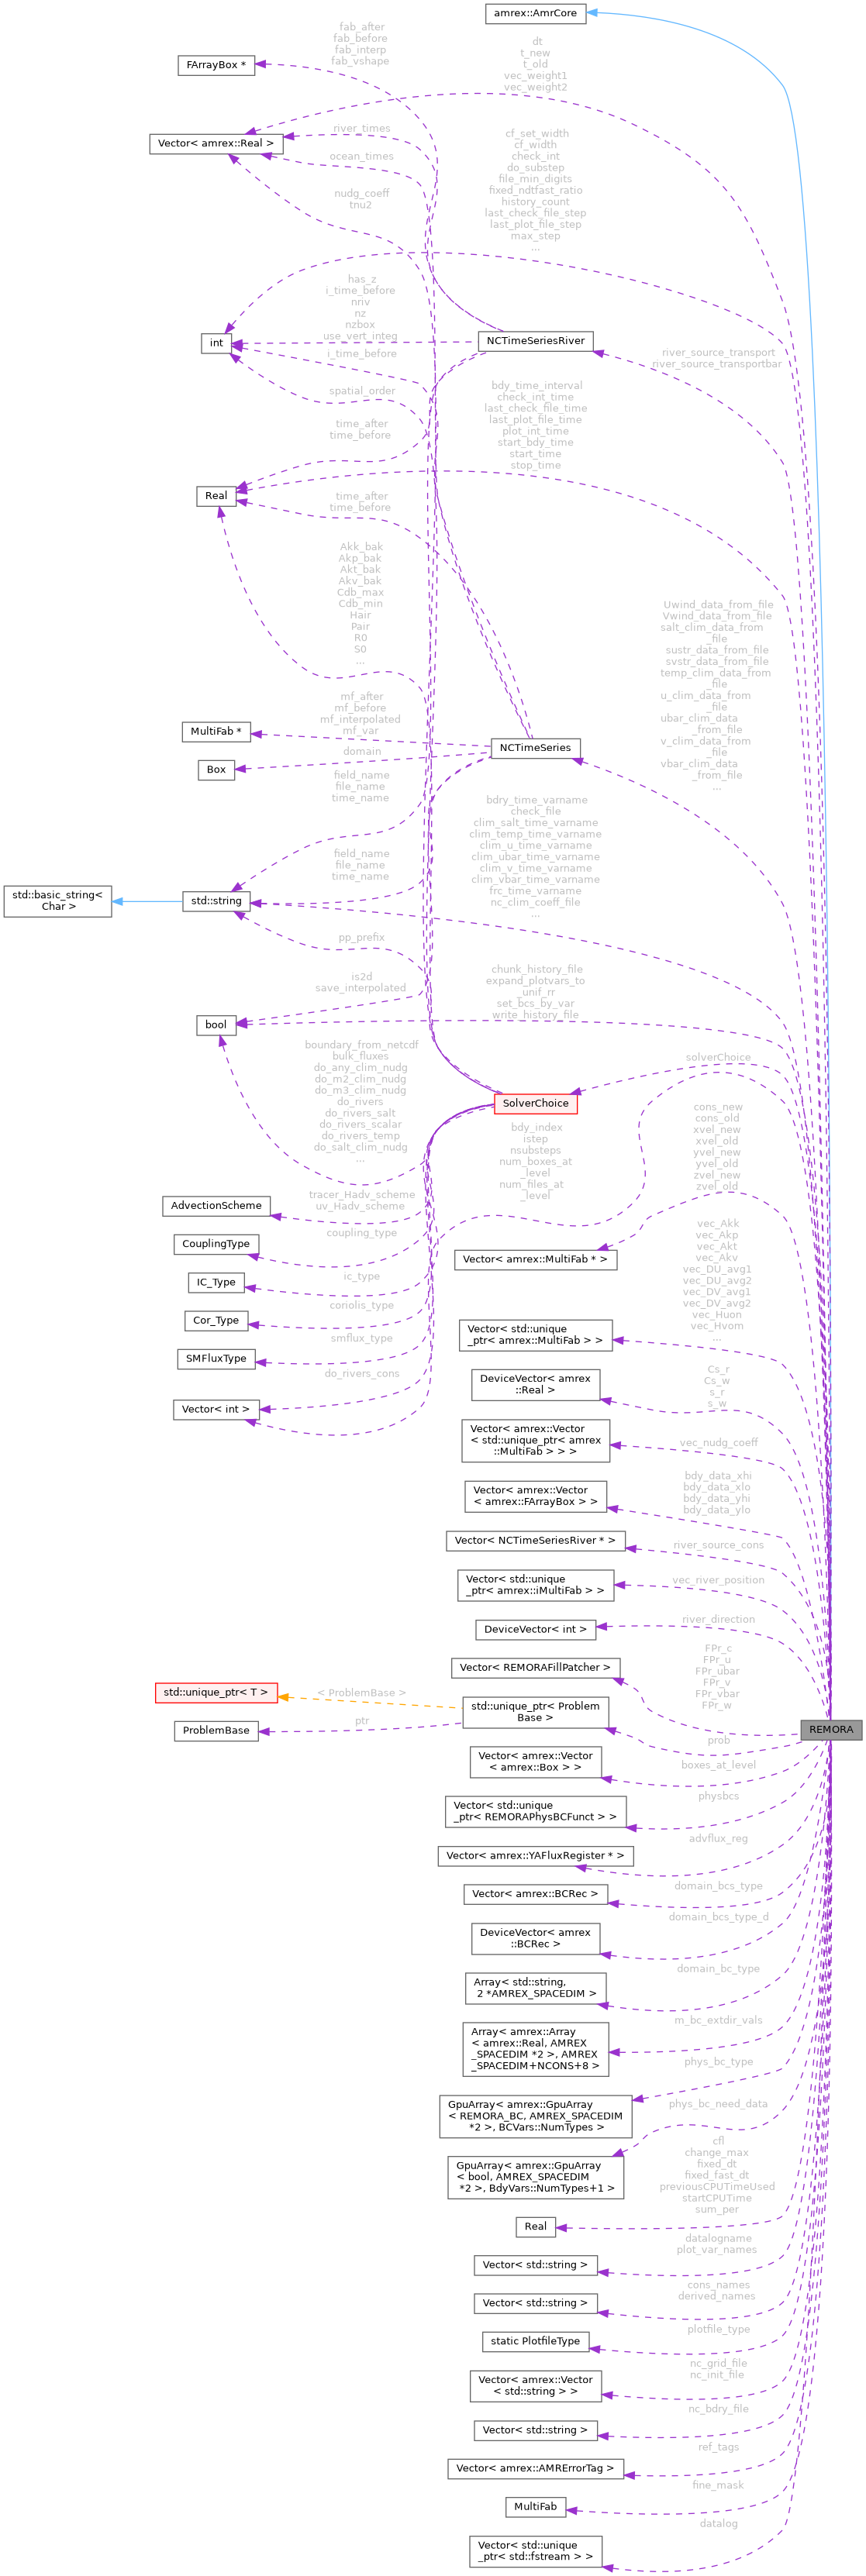 amrex::AmrCore
fab_after
fab_before
fab_interp
fab_vshape
FArrayBox *
dt
t_new
t_old
vec_weight1
vec_weight2
river_times
Vector< amrex::Real >
ocean_times
nudg_coeff
tnu2
cf_set_width
cf_width
check_int
do_substep
file_min_digits
fixed_ndtfast_ratio
history_count
last_check_file_step
last_plot_file_step
max_step
...
has_z
i_time_before
nriv
nz
nzbox
use_vert_integ
int
NCTimeSeriesRiver
i_time_before
river_source_transport
river_source_transportbar
spatial_order
bdy_time_interval
check_int_time
last_check_file_time
last_plot_file_time
plot_int_time
start_bdy_time
start_time
stop_time
time_after
time_before
Real
time_after
time_before
Akk_bak
Akp_bak
Akt_bak
Akv_bak
Cdb_max
Cdb_min
Hair
Pair
R0
S0
...
Uwind_data_from_file
Vwind_data_from_file
salt_clim_data_from
_file
sustr_data_from_file
svstr_data_from_file
temp_clim_data_from
_file
u_clim_data_from
_file
ubar_clim_data
_from_file
v_clim_data_from
_file
vbar_clim_data
_from_file
...
mf_after
mf_before
mf_interpolated
mf_var
MultiFab *
NCTimeSeries
domain
Box
field_name
file_name
time_name
bdry_time_varname
check_file
clim_salt_time_varname
clim_temp_time_varname
clim_u_time_varname
clim_ubar_time_varname
clim_v_time_varname
clim_vbar_time_varname
frc_time_varname
nc_clim_coeff_file
...
field_name
file_name
time_name
std::basic_string<
Char >
std::string
pp_prefix
is2d
save_interpolated
chunk_history_file
expand_plotvars_to
_unif_rr
set_bcs_by_var
write_history_file
bool
boundary_from_netcdf
bulk_fluxes
do_any_clim_nudg
do_m2_clim_nudg
do_m3_clim_nudg
do_rivers
do_rivers_salt
do_rivers_scalar
do_rivers_temp
do_salt_clim_nudg
...
solverChoice
SolverChoice
bdy_index
istep
nsubsteps
num_boxes_at
_level
num_files_at
_level
cons_new
cons_old
xvel_new
xvel_old
yvel_new
yvel_old
zvel_new
zvel_old
tracer_Hadv_scheme
uv_Hadv_scheme
AdvectionScheme
coupling_type
CouplingType
Vector< amrex::MultiFab * >
ic_type
IC_Type
vec_Akk
vec_Akp
vec_Akt
vec_Akv
vec_DU_avg1
vec_DU_avg2
vec_DV_avg1
vec_DV_avg2
vec_Huon
vec_Hvom
...
coriolis_type
Cor_Type
Vector< std::unique
_ptr< amrex::MultiFab > >
smflux_type
SMFluxType
do_rivers_cons
Vector< int >
Cs_r
Cs_w
s_r
s_w
DeviceVector< amrex
::Real >
vec_nudg_coeff
Vector< amrex::Vector
< std::unique_ptr< amrex
::MultiFab > > >
bdy_data_xhi
bdy_data_xlo
bdy_data_yhi
bdy_data_ylo
Vector< amrex::Vector
< amrex::FArrayBox > >
river_source_cons
Vector< NCTimeSeriesRiver * >
vec_river_position
Vector< std::unique
_ptr< amrex::iMultiFab > >
river_direction
DeviceVector< int >
FPr_c
FPr_u
FPr_ubar
FPr_v
FPr_vbar
FPr_w
Vector< REMORAFillPatcher >
std::unique_ptr< T >
< ProblemBase >
std::unique_ptr< Problem
Base >
ptr
ProblemBase
REMORA
prob
boxes_at_level
Vector< amrex::Vector
< amrex::Box > >
physbcs
Vector< std::unique
_ptr< REMORAPhysBCFunct > >
advflux_reg
Vector< amrex::YAFluxRegister * >
domain_bcs_type
Vector< amrex::BCRec >
domain_bcs_type_d
DeviceVector< amrex
::BCRec >
domain_bc_type
Array< std::string,
2 *AMREX_SPACEDIM >
m_bc_extdir_vals
Array< amrex::Array
< amrex::Real, AMREX
_SPACEDIM *2 >, AMREX
_SPACEDIM+NCONS+8 >
phys_bc_type
GpuArray< amrex::GpuArray
< REMORA_BC, AMREX_SPACEDIM
*2 >, BCVars::NumTypes >
phys_bc_need_data
GpuArray< amrex::GpuArray
< bool, AMREX_SPACEDIM
*2 >, BdyVars::NumTypes+1 >
cfl
change_max
fixed_dt
fixed_fast_dt
previousCPUTimeUsed
startCPUTime
sum_per
Real
datalogname
plot_var_names
Vector< std::string >
cons_names
derived_names
Vector< std::string >
plotfile_type
static PlotfileType
nc_grid_file
nc_init_file
Vector< amrex::Vector
< std::string > >
nc_bdry_file
Vector< std::string >
ref_tags
Vector< amrex::AMRErrorTag >
fine_mask
MultiFab
datalog
Vector< std::unique
_ptr< std::fstream > >